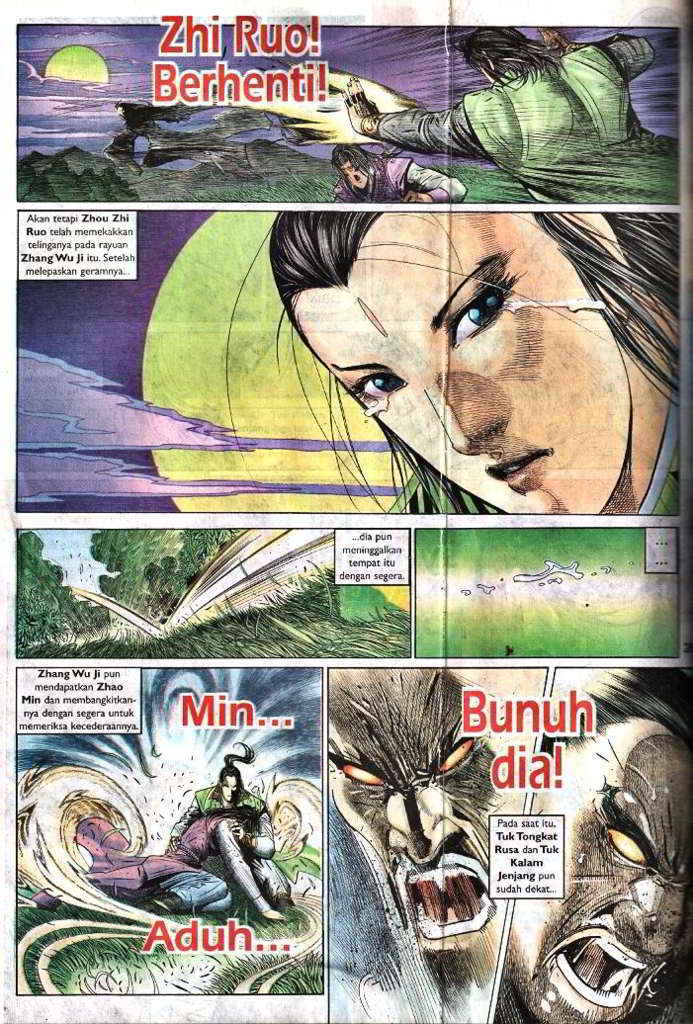 Zhi Ruo!
Berhenti!
Akan tetapi Zhou Zhi
Ruo telah memekakkan
telinganya pada rayuan
Zhang Wu Ji itu. Setelah
melepaskan geramnya...
...dia pun
meninggalkan
tempat itu
dengan segera.
...
...
Zhang Wu Ji pun
mendapatkan Zhao
Min dan membangkitkan-
nya dengan segera untuk
memeriksa kecederaannya.
Min...
Aduh...
Bunuh
dia!
Pada saat itu,
Tuk Tongkat
Rusa dan Tuk
Kalam
Jenjang pun
sudah dekat...